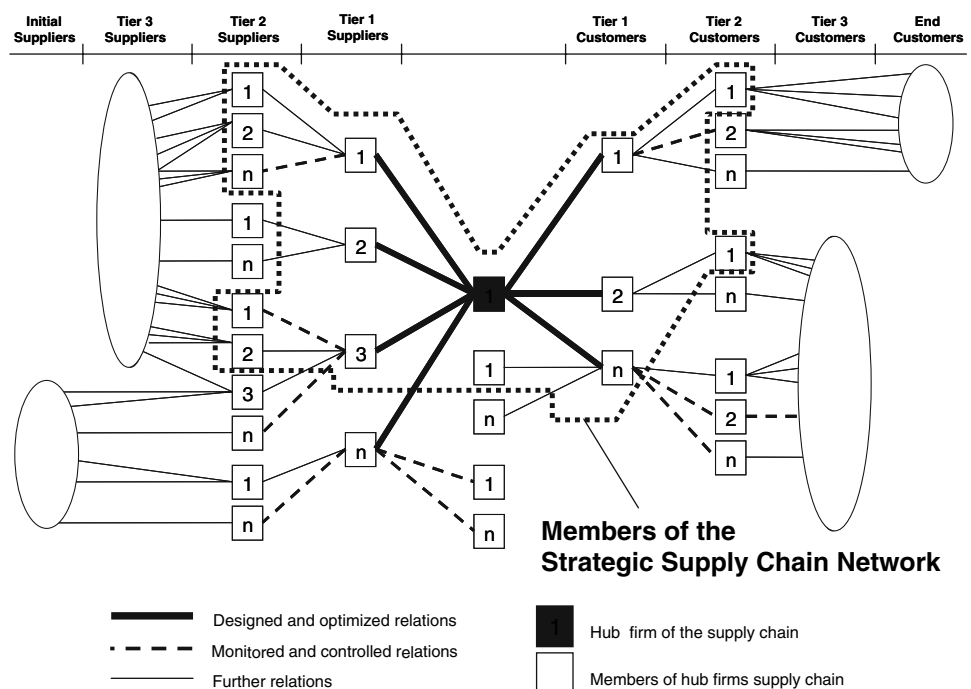 Initial Suppliers
Tier 3 Suppliers
Tier 2 Suppliers
Tier 1 Suppliers
Tier 1 Customers
Tier 2 Customers
Tier 3 Customers
End Customers
1
2
n
1
n
1
2
3
n
1
n
1
2
3
n
1
1
n
1
n
1
2
n
1
2
n
1
n
1
2
n
Members of the
Strategic Supply Chain Network
Designed and optimized relations
Monitored and controlled relations
Further relations
1
Hub firm of the supply chain
Members of hub firms supply chain